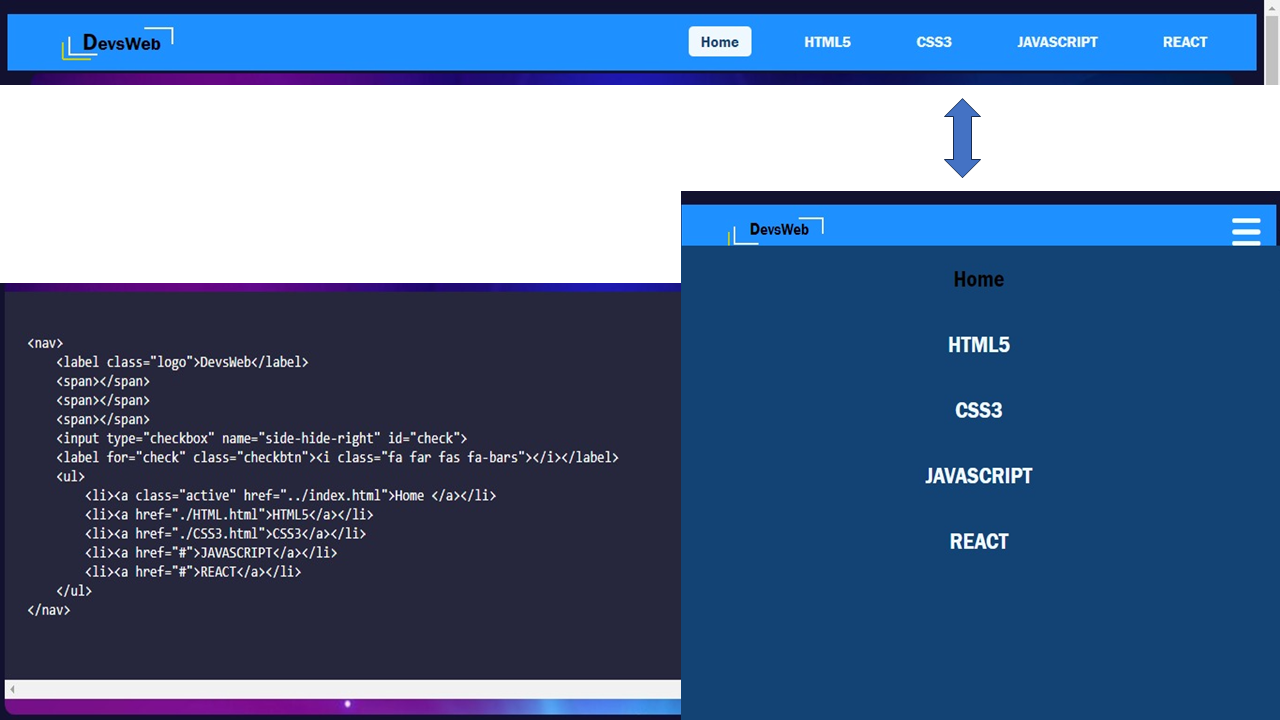 DevsWeb Home HTML5 CSS3 JAVASCRIPT REACT
DevsWeb
Home
HTML5
CSS3
JAVASCRIPT
REACT
<nav>
    <label class="logo">DevsWeb</label>
    <span></span>
    <span></span>
    <span></span>
    <input type="checkbox" name="side-hide-right" id="check">
    <label for="check" class="checkbtn"><i class="fa far fas fa-bars"></i></label>
    <ul>
        <li><a class="active" href="../index.html">Home </a></li>
        <li><a href="./HTML.html">HTML5</a></li>
        <li><a href="./CSS3.html">CSS3</a></li>
        <li><a href="#">JAVASCRIPT</a></li>
        <li><a href="#">REACT</a></li>
    </ul>
</nav>